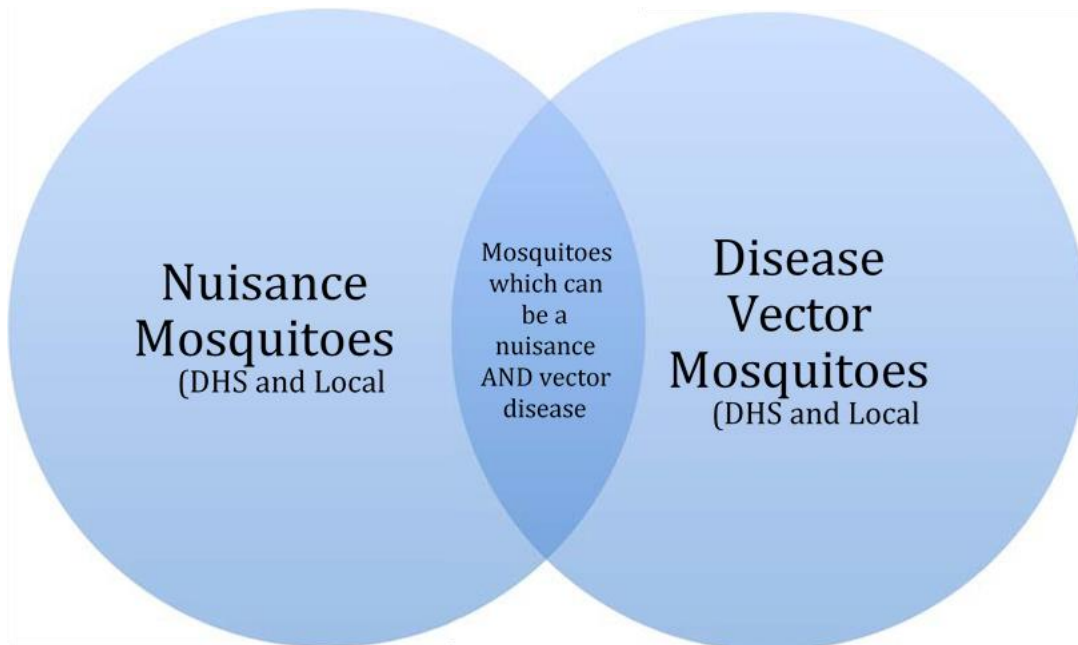 Nuisance
Mosquitoes
(DHS and Local
Mosquitoes
which can
be a
nuisance
AND vector
disease
Disease
Vector
Mosquitoes
(DHS and Local